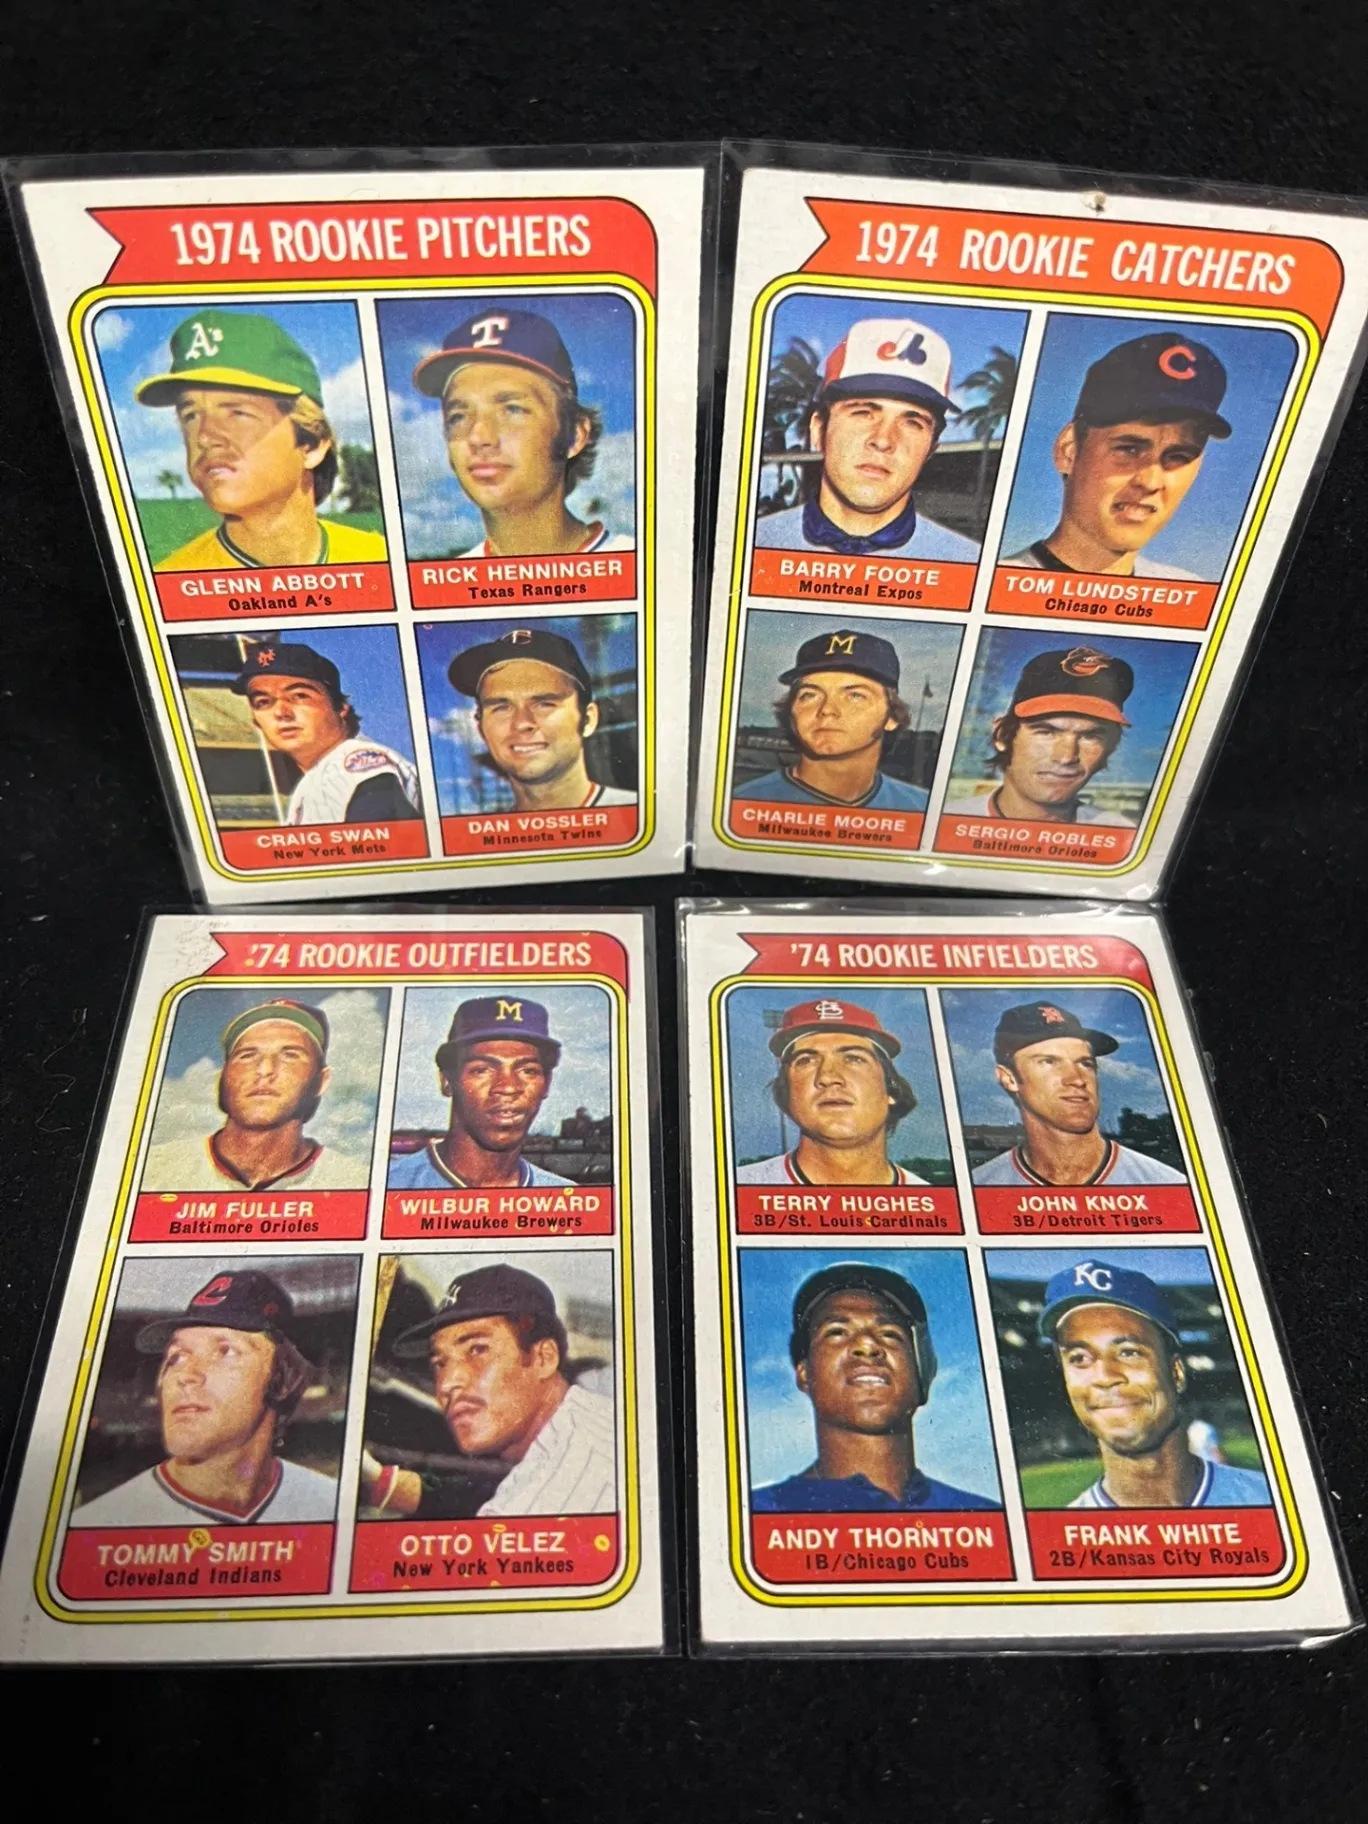 1974 ROOKIE PITCHERS
A's
T
GLENN ABBOTT
Oakland A's
RICK HENNINGER
Texas Rangers
NY
CRAIG SWAN
New York Mets
DAN VOSSLER
Minnesota Twins
1974 ROOKIE CATCHERS
C
BARRY FOOTE
Montreal Expos
TOM LUNDSTEDT
Chicago Cubs
M
CHARLIE MOORE
Milwaukee Brewers
SERGIO ROBLES
Baltimore Orioles
'74 ROOKIE OUTFIELDERS
M
JIM FULLER
Baltimore Orioles
WILBUR HOWARD
Milwaukee Brewers
C
TOMMY SMITH
Cleveland Indians
OTTO VELEZ
New York Yankees
'74 ROOKIE INFIELDERS
STL
TERRY HUGHES
3B/St. Louis Cardinals
JOHN KNOX
3B/Detroit Tigers
KC
ANDY THORNTON
1B/Chicago Cubs
FRANK WHITE
2B/Kansas City Royals